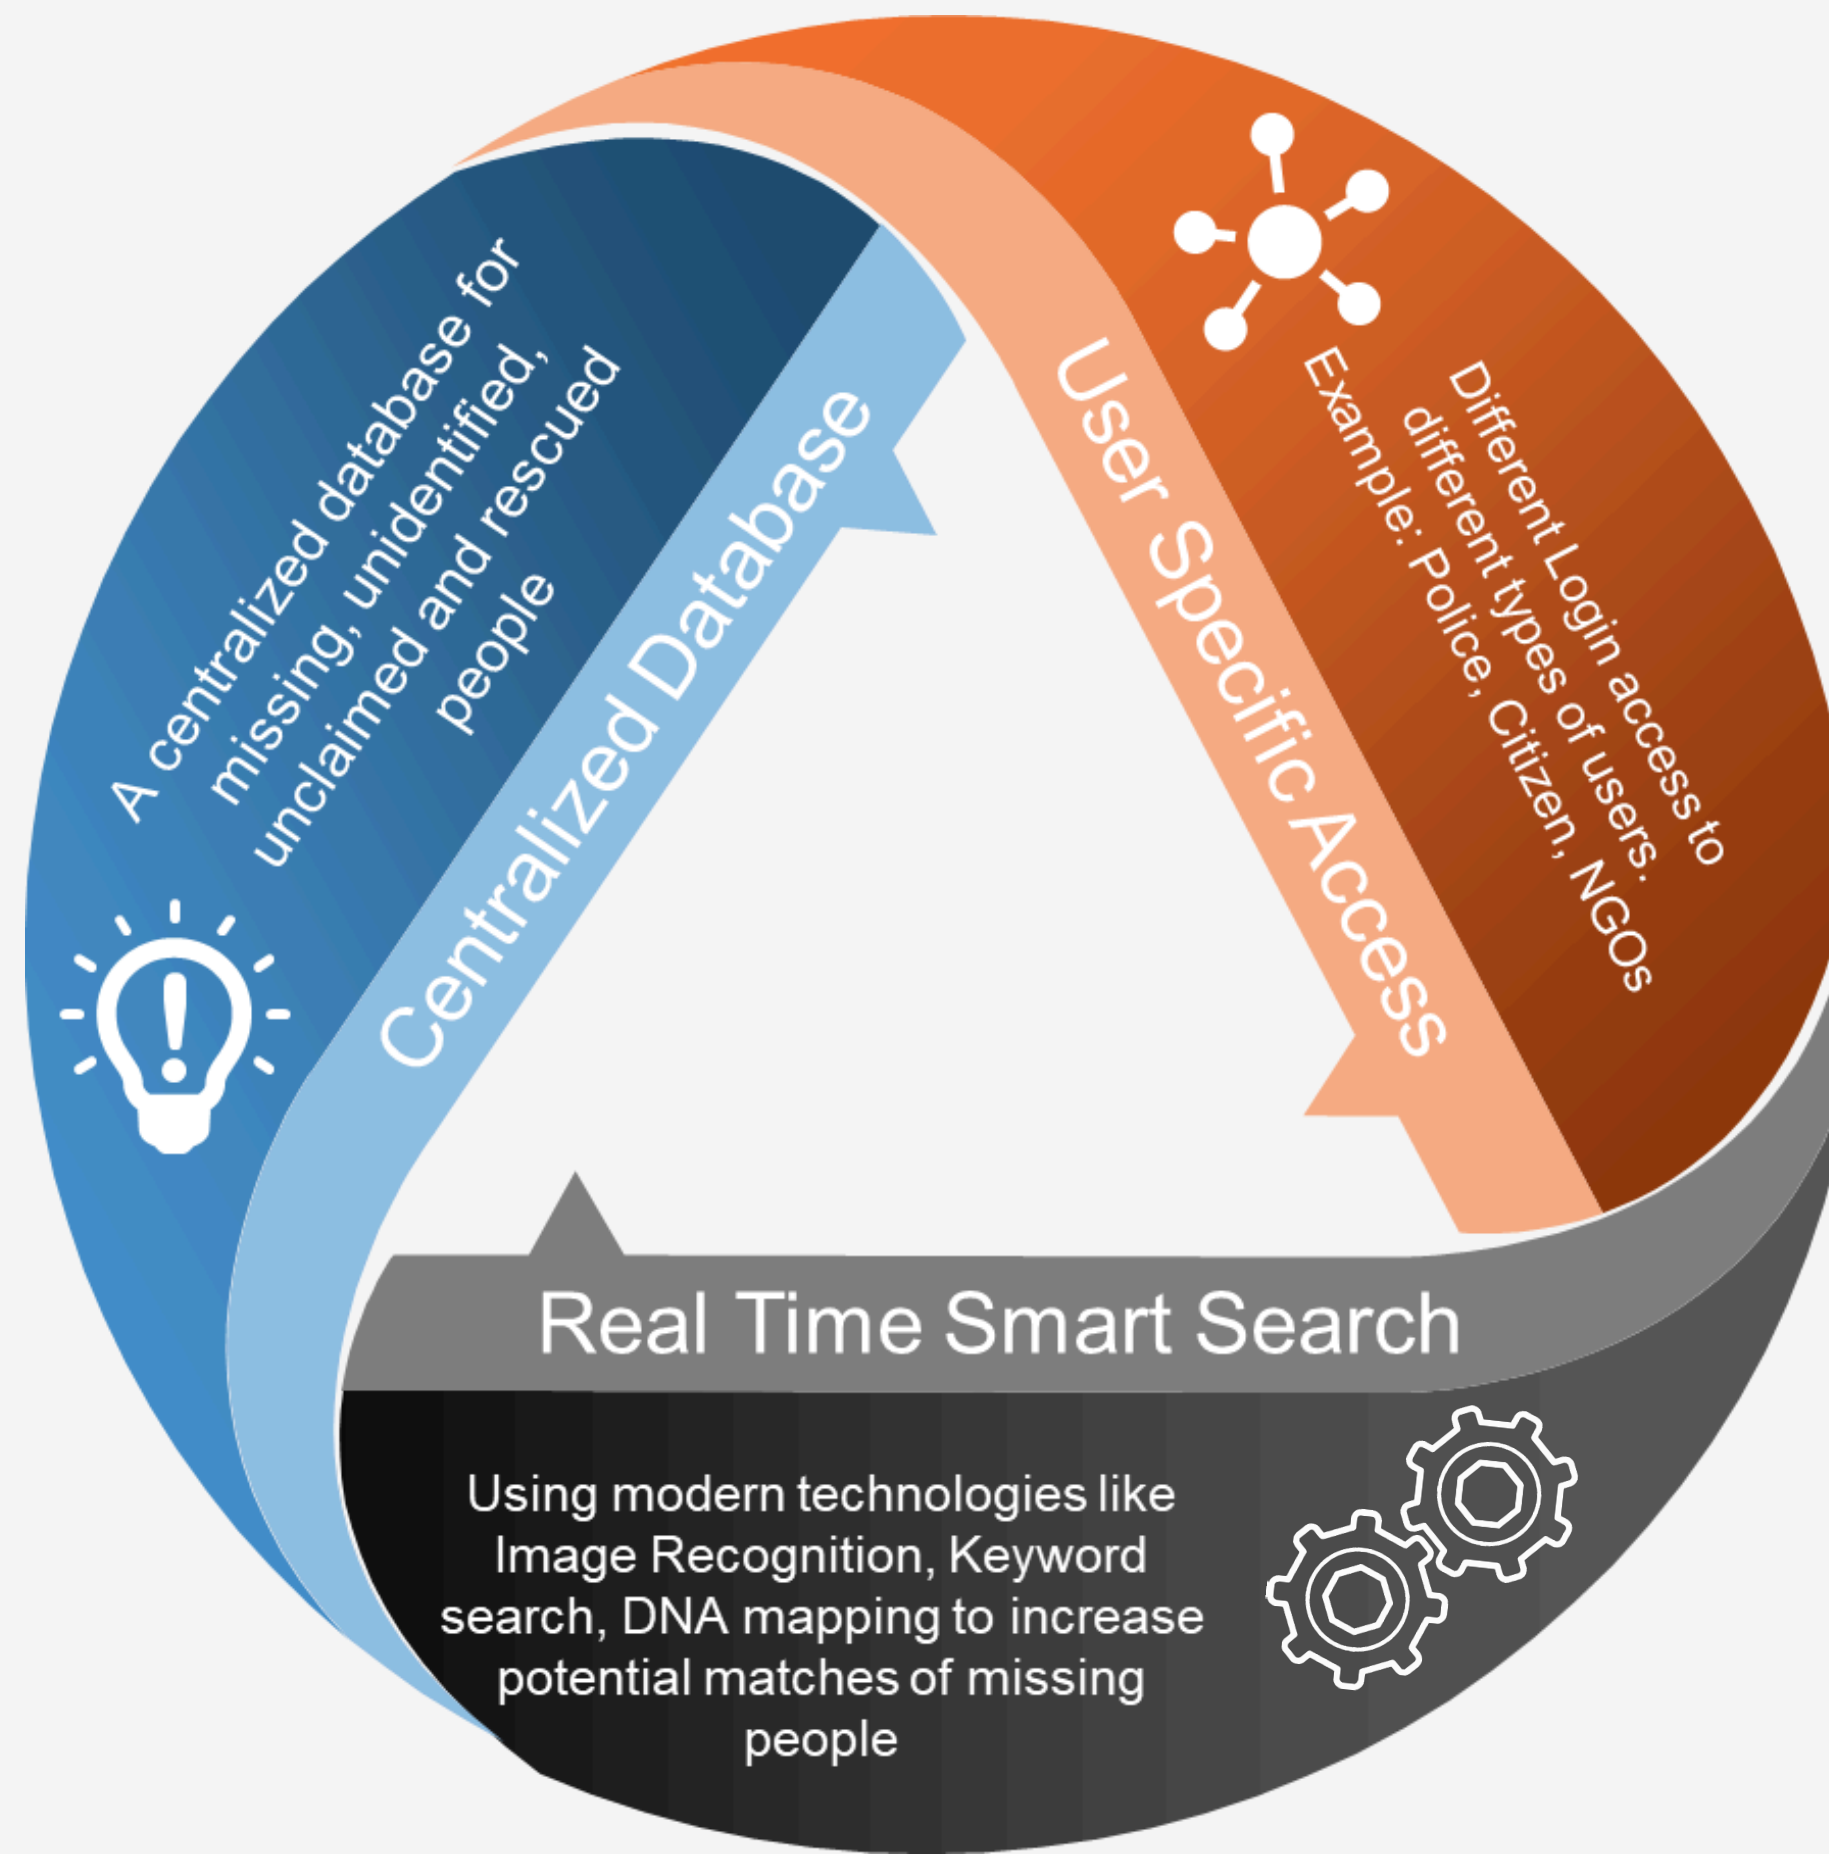 A centralized database for
missing, unidentified,
unclaimed and rescued
people
Centralized Database
User Specific Access
Different Login access to
different types of users.
Example: Police, Citizen, NGOs
Real Time Smart Search
Using modern technologies like
Image Recognition, Keyword
search, DNA mapping to increase
potential matches of missing
people